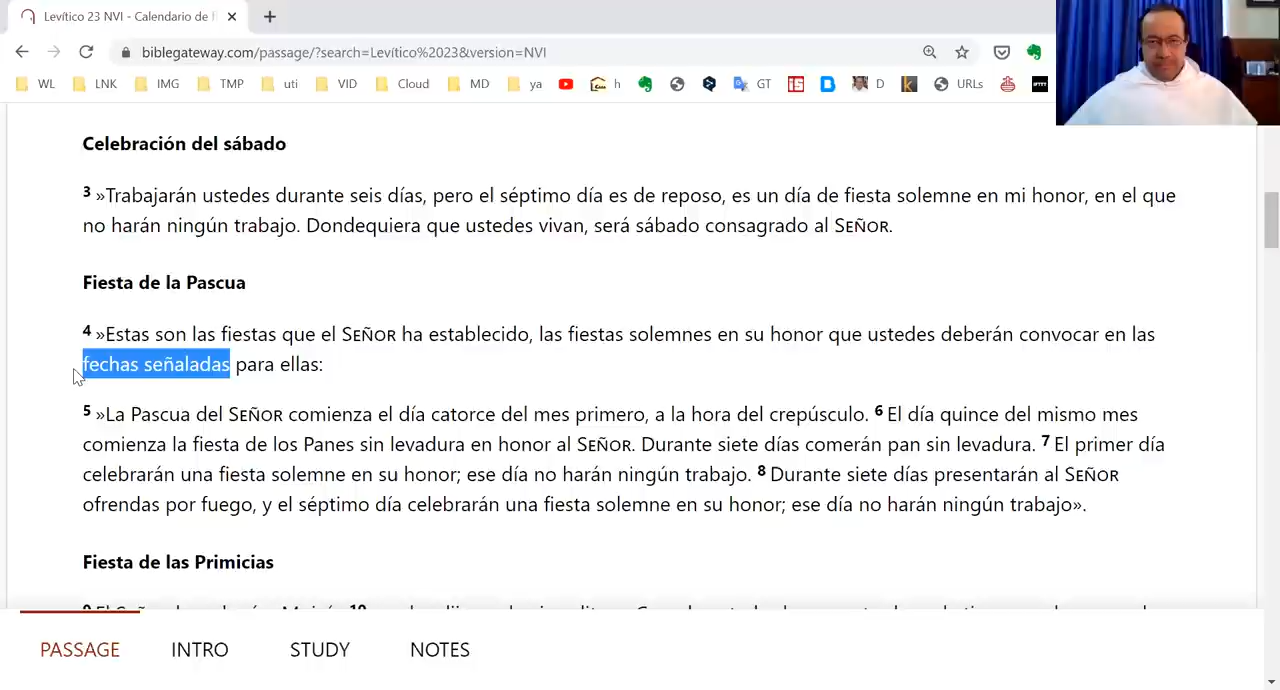 Levítico 23 NVI - Calendario de f
biblegateway.com/passage/?search=Levítico%2023&version=NVI
WL LNK IMG TMP uti VID Cloud MD ya h GT D URLs
Celebración del sábado
3 »Trabajarán ustedes durante seis días, pero el séptimo día es de reposo, es un día de fiesta solemne en mi honor, en el que
no harán ningún trabajo. Dondequiera que ustedes vivan, será sábado consagrado al SEÑOR.
Fiesta de la Pascua
4 »Estas son las fiestas que el SEÑOR ha establecido, las fiestas solemnes en su honor que ustedes deberán convocar en las
fechas señaladas para ellas:
5 »La Pascua del SEÑOR comienza el día catorce del mes primero, a la hora del crepúsculo. 6 El día quince del mismo mes
comienza la fiesta de los Panes sin levadura en honor al SEÑOR. Durante siete días comerán pan sin levadura. 7 El primer día
celebrarán una fiesta solemne en su honor; ese día no harán ningún trabajo. 8 Durante siete días presentarán al SEÑOR
ofrendas por fuego, y el séptimo día celebrarán una fiesta solemne en su honor; ese día no harán ningún trabajo».
Fiesta de las Primicias
PASSAGE INTRO STUDY NOTES